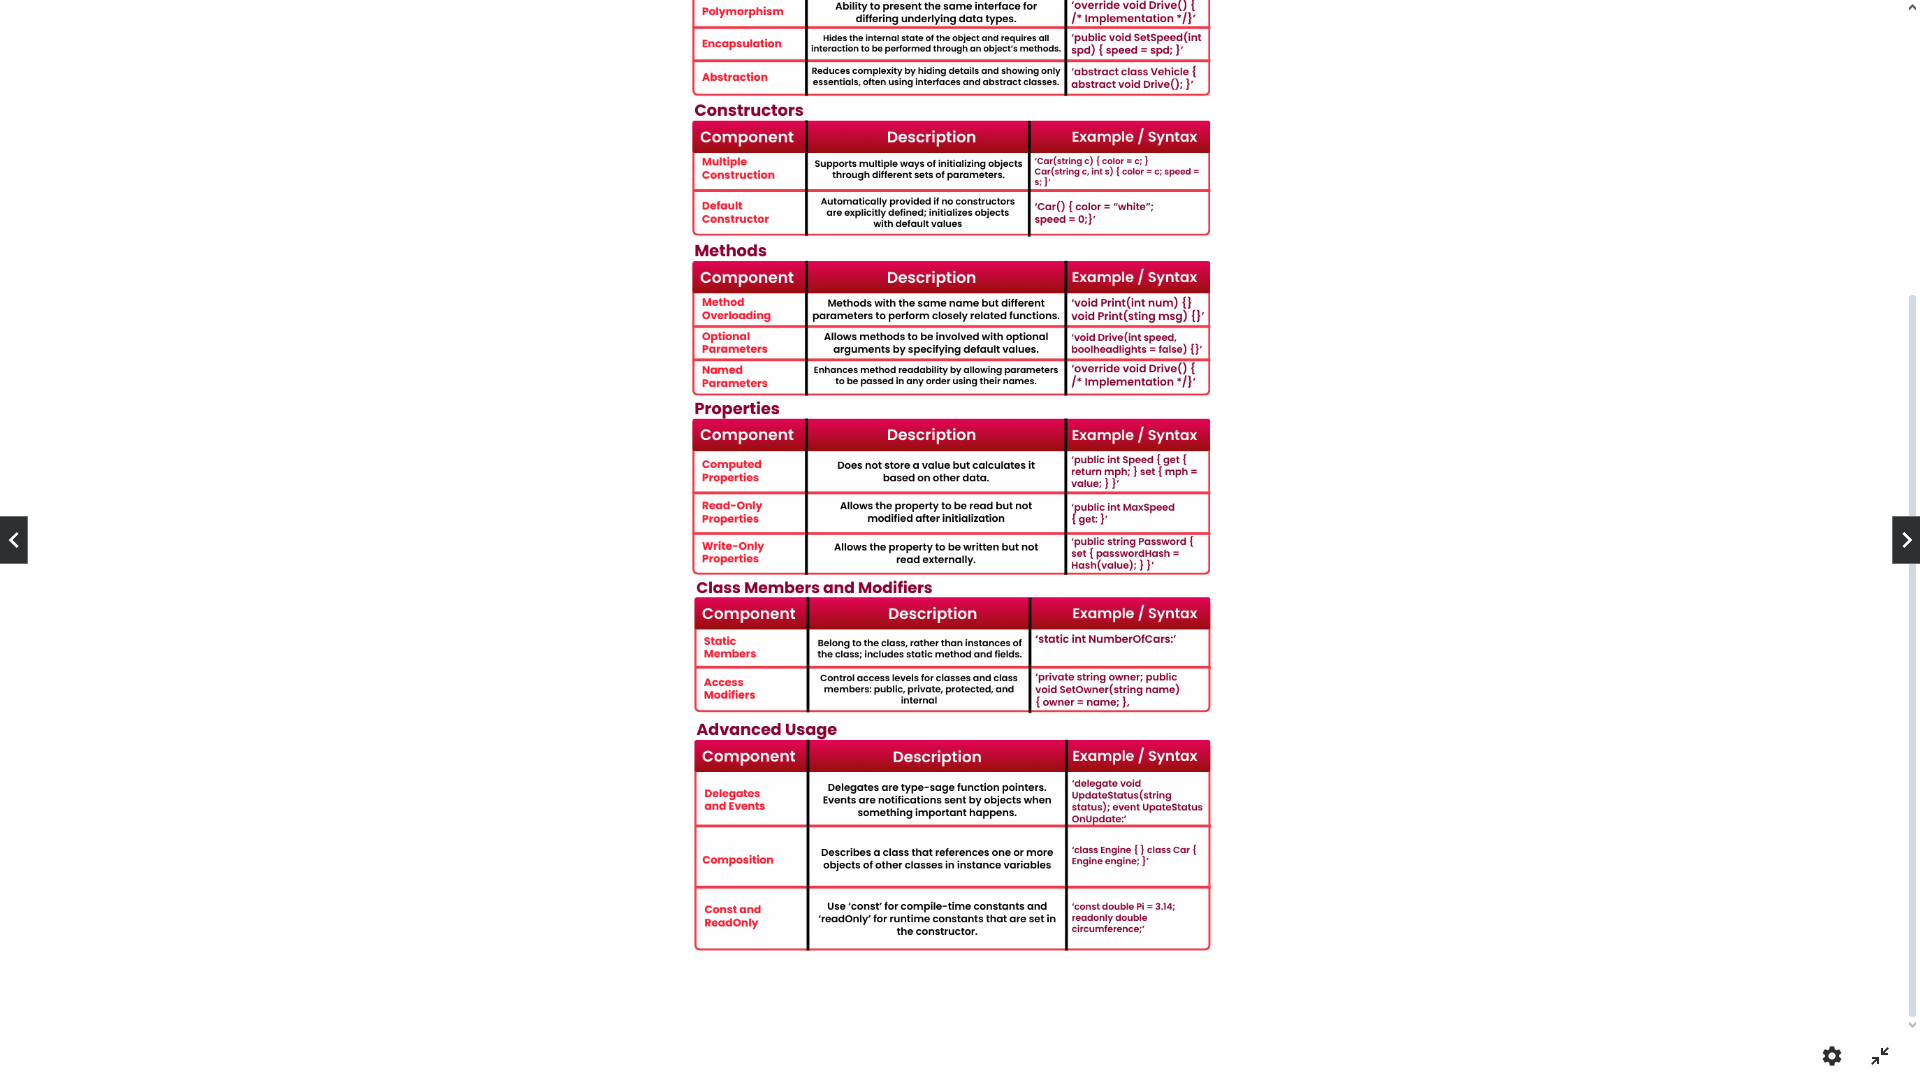 Polymorphism
Ability to present the same interface for
differing underlying data types.
‘override void Drive() {
/* Implementation */}’
Encapsulation
Hides the internal state of the object and requires all
interaction to be performed through an object’s methods.
‘public void SetSpeed(int
spd) { speed = spd; }’
Abstraction
Reduces complexity by hiding details and showing only
essentials, often using interfaces and abstract classes.
‘abstract class Vehicle {
abstract void Drive(); }’
Constructors
Component
Description
Example / Syntax
Multiple
Construction
Supports multiple ways of initializing objects
through different sets of parameters.
‘Car(string c) { color = c; }
Car(string c, int s) { color = c; speed =
s; }’
Default
Constructor
Automatically provided if no constructors
are explicitly defined; initializes objects
with default values
‘Car() { color = “white”;
speed = 0;}’
Methods
Component
Description
Example / Syntax
Method
Overloading
Methods with the same name but different
parameters to perform closely related functions.
‘void Print(int num) {}
void Print(sting msg) {}’
Optional
Parameters
Allows methods to be involved with optional
arguments by specifying default values.
‘void Drive(int speed,
boolheadlights = false) {}’
Named
Parameters
Enhances method readability by allowing parameters
to be passed in any order using their names.
‘override void Drive() {
/* Implementation */}’
Properties
Component
Description
Example / Syntax
Computed
Properties
Does not store a value but calculates it
based on other data.
‘public int Speed { get {
return mph; } set { mph =
value; } }’
Read-Only
Properties
Allows the property to be read but not
modified after initialization
‘public int MaxSpeed
{ get: }’
Write-Only
Properties
Allows the property to be written but not
read externally.
‘public string Password {
set { passwordHash =
Hash(value); } }’
Class Members and Modifiers
Component
Description
Example / Syntax
Static
Members
Belong to the class, rather than instances of
the class; includes static method and fields.
‘static int NumberOfCars:’
Access
Modifiers
Control access levels for classes and class
members: public, private, protected, and
internal
‘private string owner; public
void SetOwner(string name)
{ owner = name; },
Advanced Usage
Component
Description
Example / Syntax
Delegates
and Events
Delegates are type-sage function pointers.
Events are notifications sent by objects when
something important happens.
‘delegate void
UpdateStatus(string
status); event UpateStatus
OnUpdate:’
Composition
Describes a class that references one or more
objects of other classes in instance variables
‘class Engine { } class Car {
Engine engine; }’
Const and
ReadOnly
Use ‘const’ for compile-time constants and
‘readOnly’ for runtime constants that are set in
the constructor.
‘const double Pi = 3.14;
readonly double
circumference;’